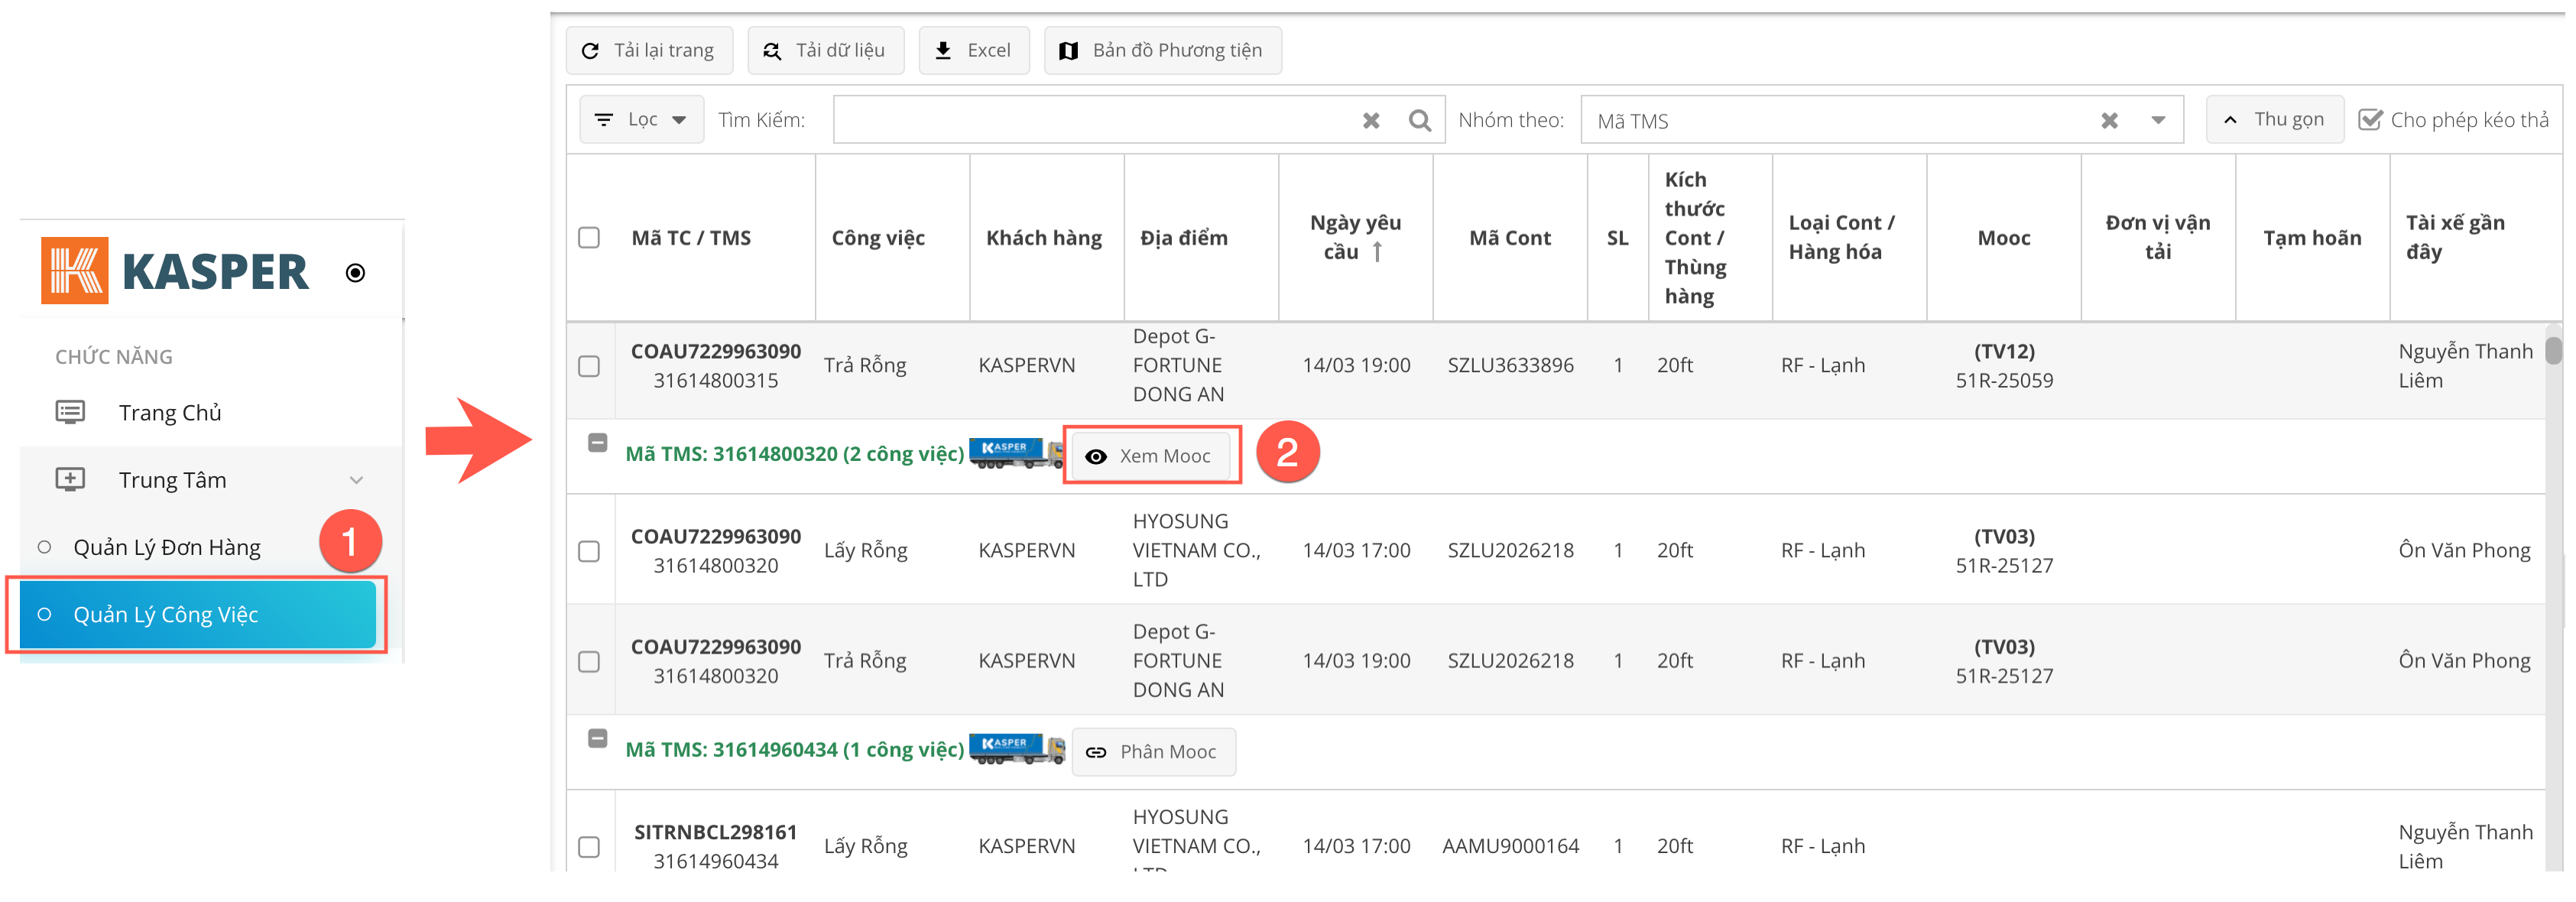 KASPER
CHỨC NĂNG
Trang Chủ
Trung Tâm
Quản Lý Đơn Hàng
1
Quản Lý Công Việc
Tải lại trang
Tải dữ liệu
Excel
Bản đồ Phương tiện
Lọc
Tìm Kiếm:
Nhóm theo:
Mã TMS
Thu gọn
Cho phép kéo thả
Mã TC / TMS
Công việc
Khách hàng
Địa điểm
Ngày yêu
cầu ↑
Mã Cont
SL
Kích
thước
Cont /
Thùng
hàng
Loại Cont /
Hàng hóa
Mooc
Đơn vị vận
tải
Tạm hoãn
Tài xế gần
đây
COAU7229963090
31614800315
Trả Rỗng
KASPERVN
Depot G-
FORTUNE
DONG AN
14/03 19:00
SZLU3633896
1
20ft
RF - Lạnh
(TV12)
51R-25059
Nguyễn Thanh
Liêm
Mã TMS: 31614800320 (2 công việc)
KASPER
Xem Mooc
2
COAU7229963090
31614800320
Lấy Rỗng
KASPERVN
HYOSUNG
VIETNAM CO.,
LTD
14/03 17:00
SZLU2026218
1
20ft
RF - Lạnh
(TV03)
51R-25127
Ôn Văn Phong
COAU7229963090
31614800320
Trả Rỗng
KASPERVN
Depot G-
FORTUNE
DONG AN
14/03 19:00
SZLU2026218
1
20ft
RF - Lạnh
(TV03)
51R-25127
Ôn Văn Phong
Mã TMS: 31614960434 (1 công việc)
KASPER
Phân Mooc
SITRNBCL298161
31614960434
Lấy Rỗng
KASPERVN
HYOSUNG
VIETNAM CO.,
LTD
14/03 17:00
AAMU9000164
1
20ft
RF - Lạnh
Nguyễn Thanh
Liêm